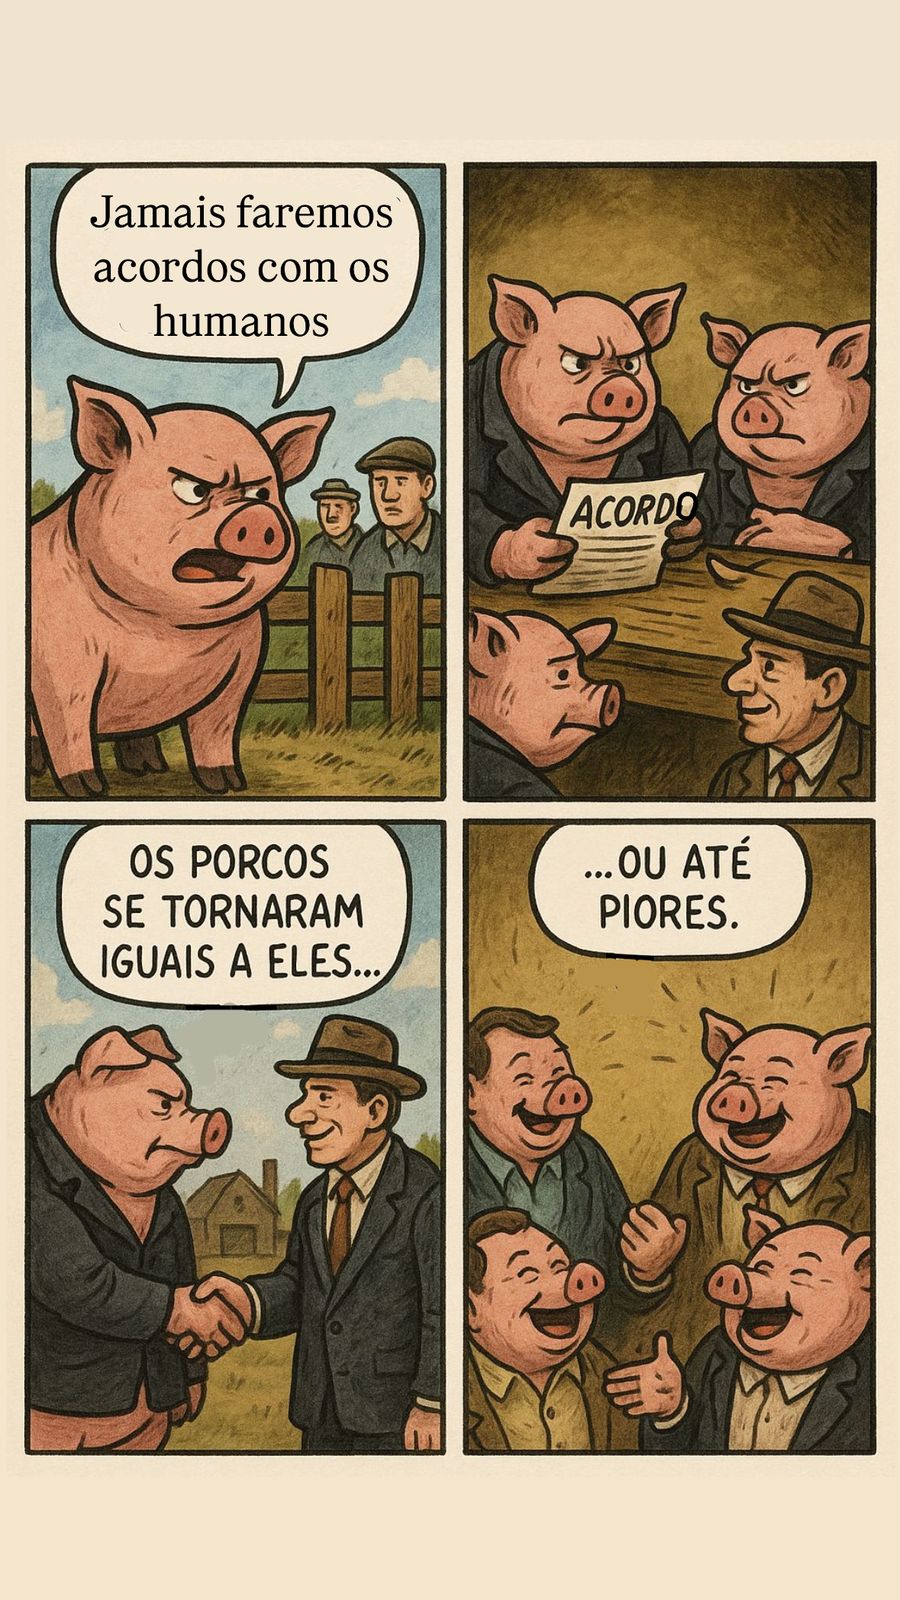 Jamais faremos
acordos com os
humanos
ACORDO
OS PORCOS
SE TORNARAM
IGUAIS A ELES...
...OU ATÉ
PIORES.